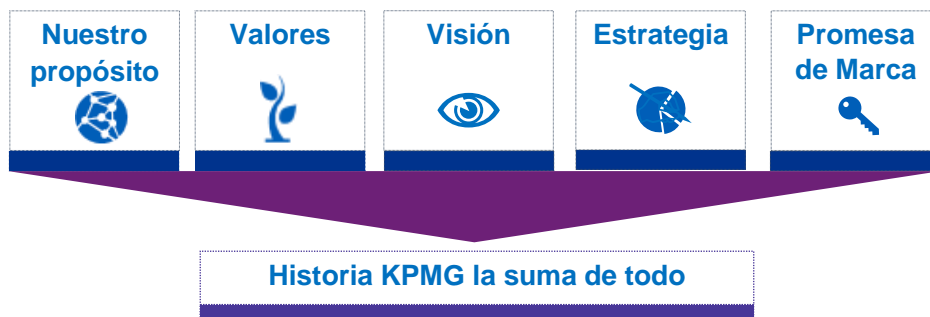 Nuestro
propósito
Valores
Visión
Estrategia
Promesa
de Marca
Historia KPMG la suma de todo